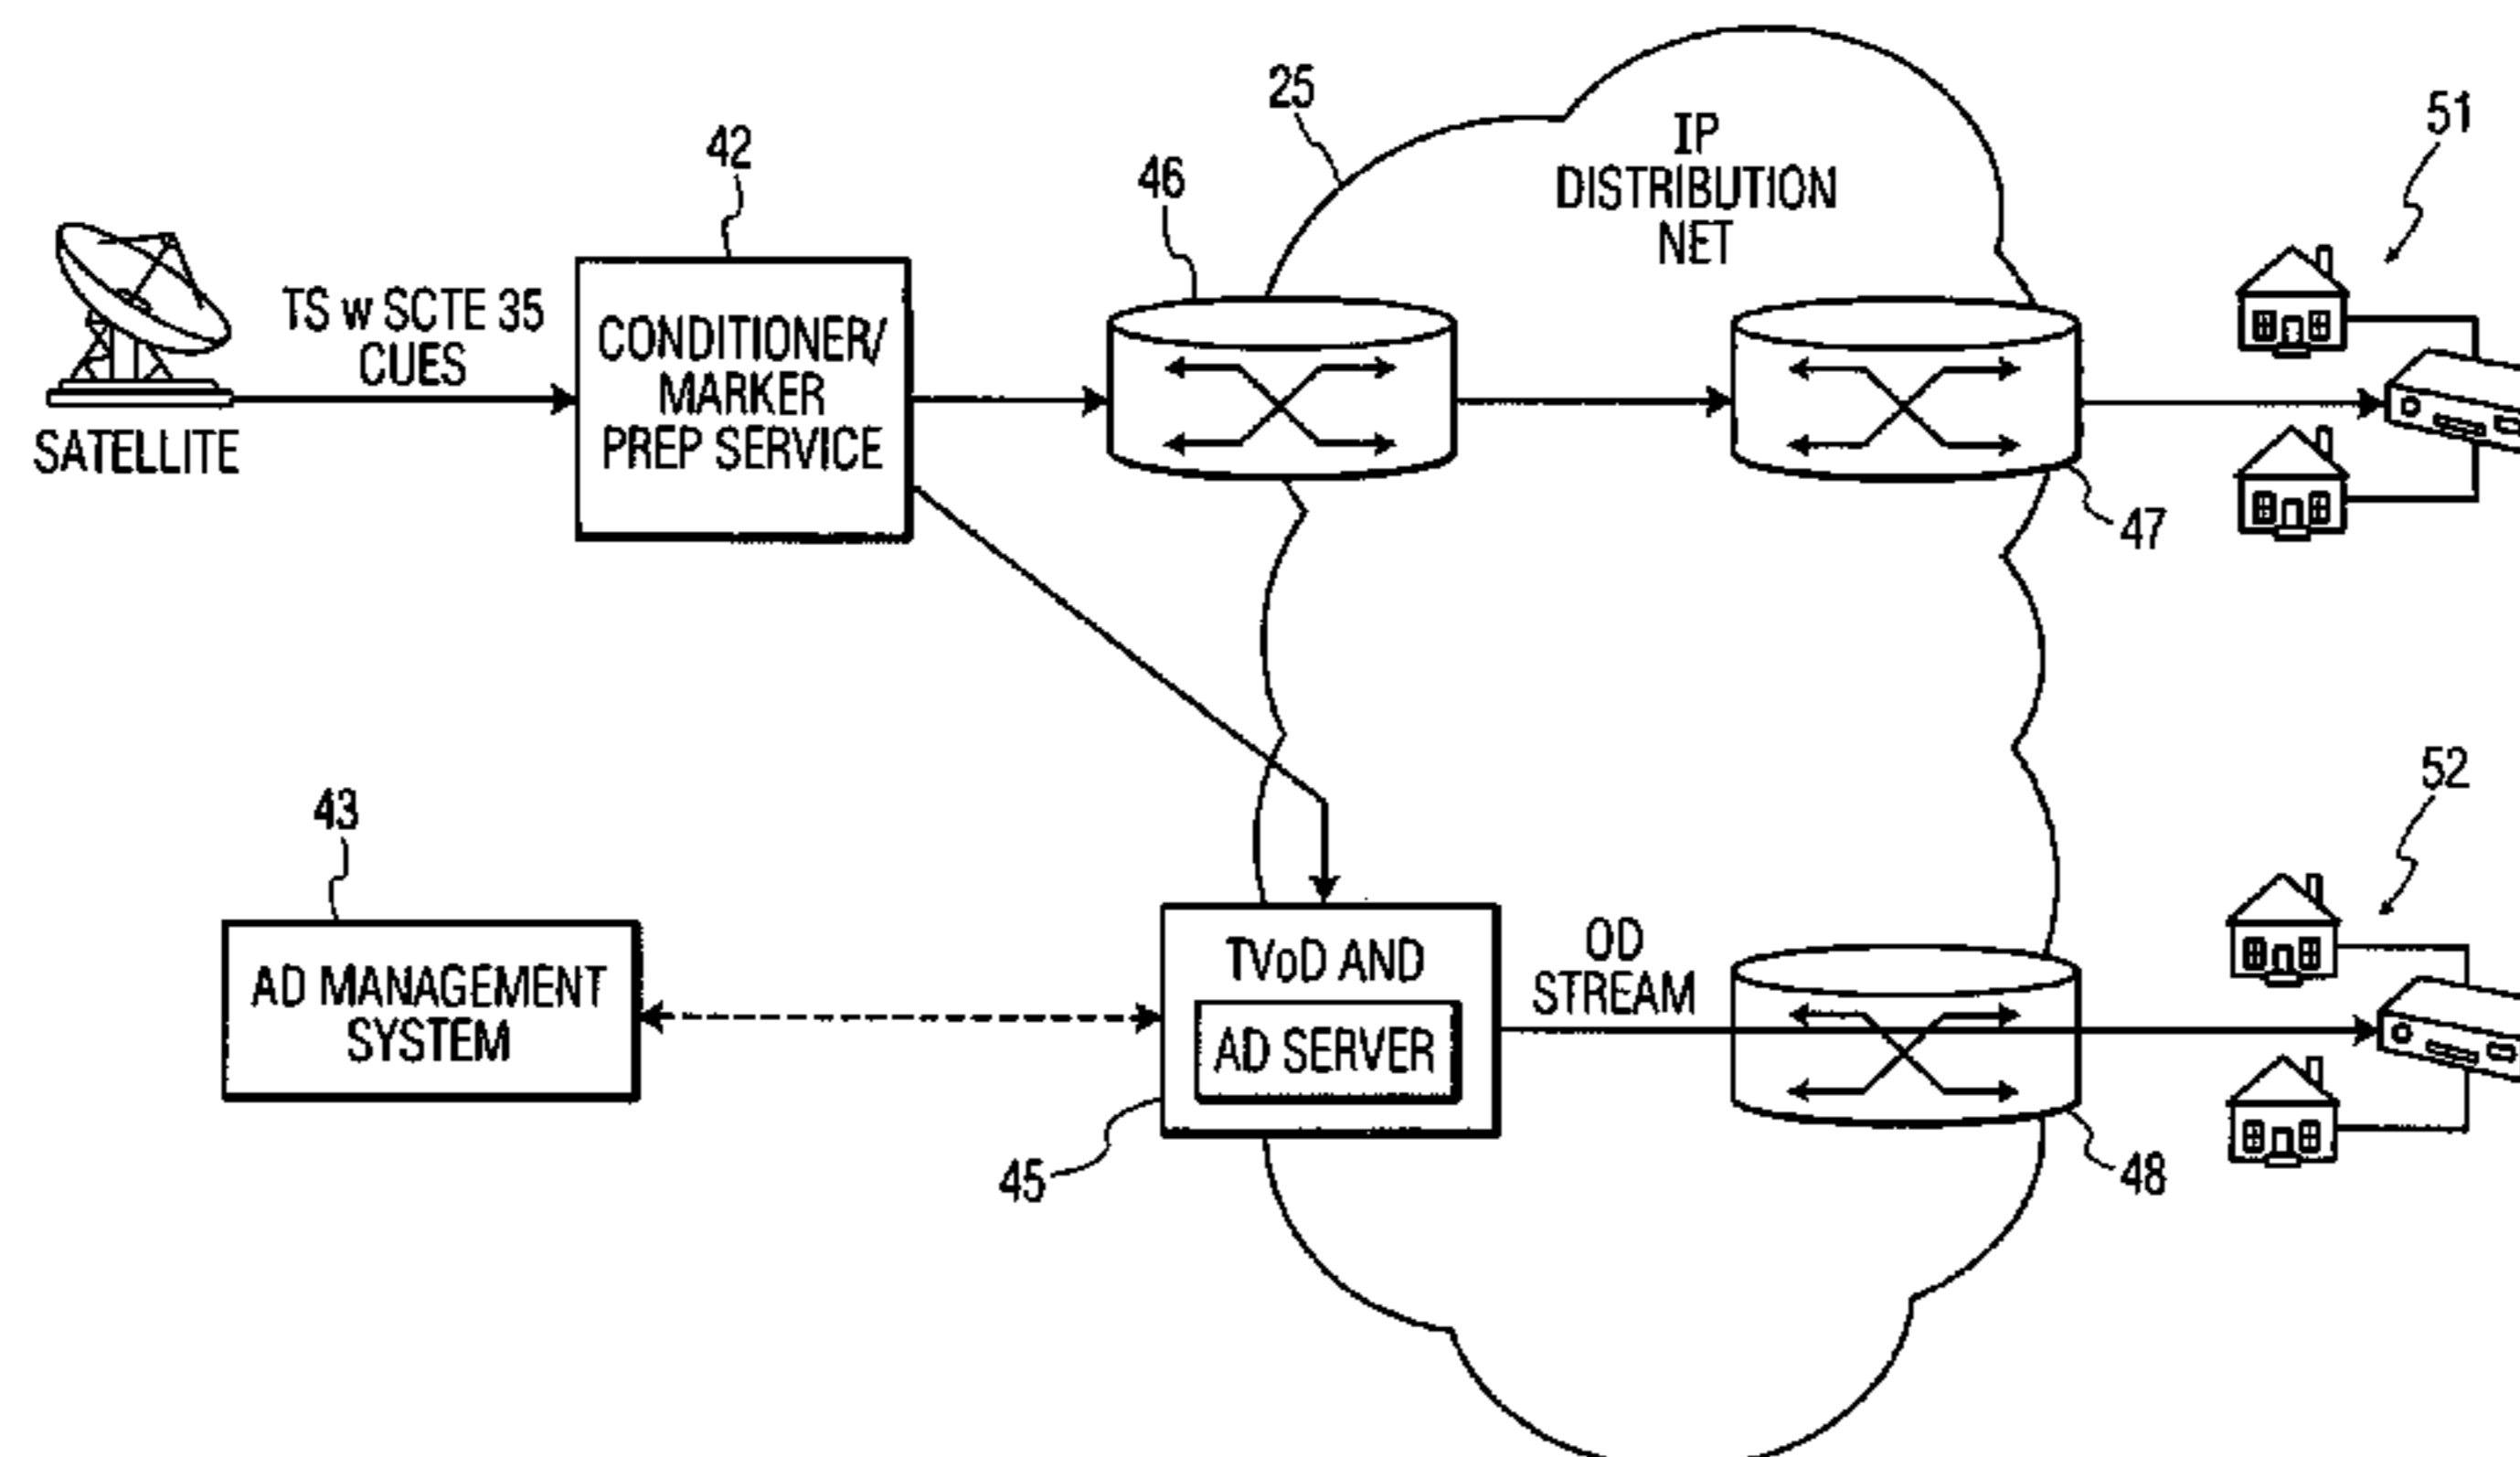 25
IP
DISTRIBUTION
NET
51
42
46
TS w SCTE 35
CUES
CONDITIONER/
MARKER
PREP SERVICE
SATELLITE
47
43
52
AD MANAGEMENT
SYSTEM
TVoD AND
AD SERVER
OD
STREAM
45
48